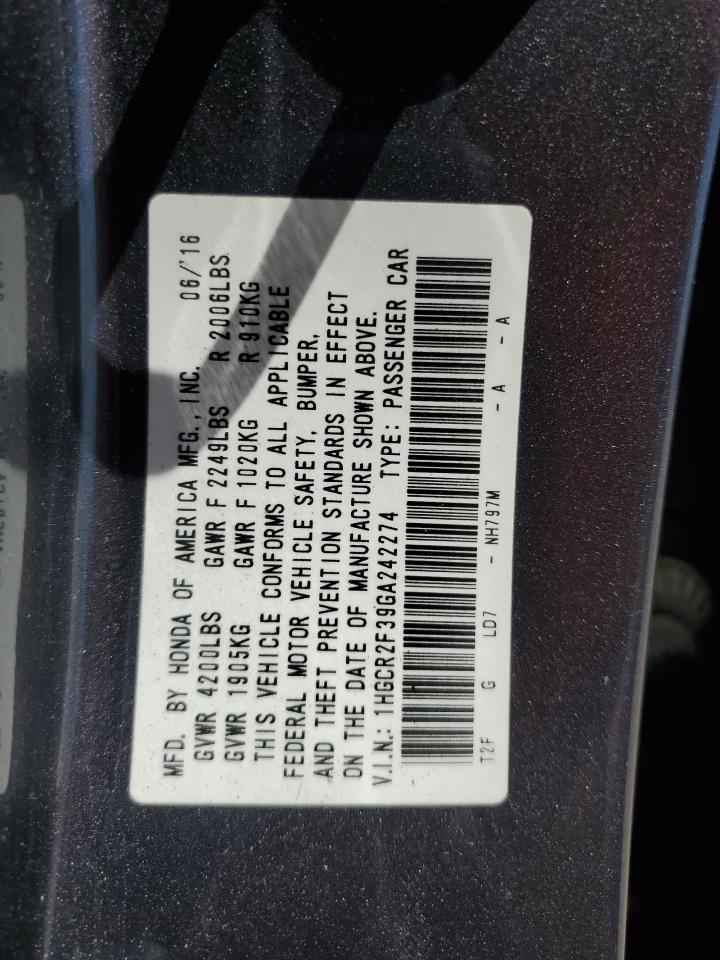 MFD. BY HONDA OF AMERICA MFG., INC. 06/'16
GVWR 4200LBS GAWR F 2249LBS R 2006LBS
GVWR 1905KG GAWR F 1020KG R 910KG
THIS VEHICLE CONFORMS TO ALL APPLICABLE
FEDERAL MOTOR VEHICLE SAFETY, BUMPER,
AND THEFT PREVENTION STANDARDS IN EFFECT
ON THE DATE OF MANUFACTURE SHOWN ABOVE.
V.I.N.: 1HGCR2F39GA242274 TYPE: PASSENGER CAR
T2F G LD7 - NH797M - A - A